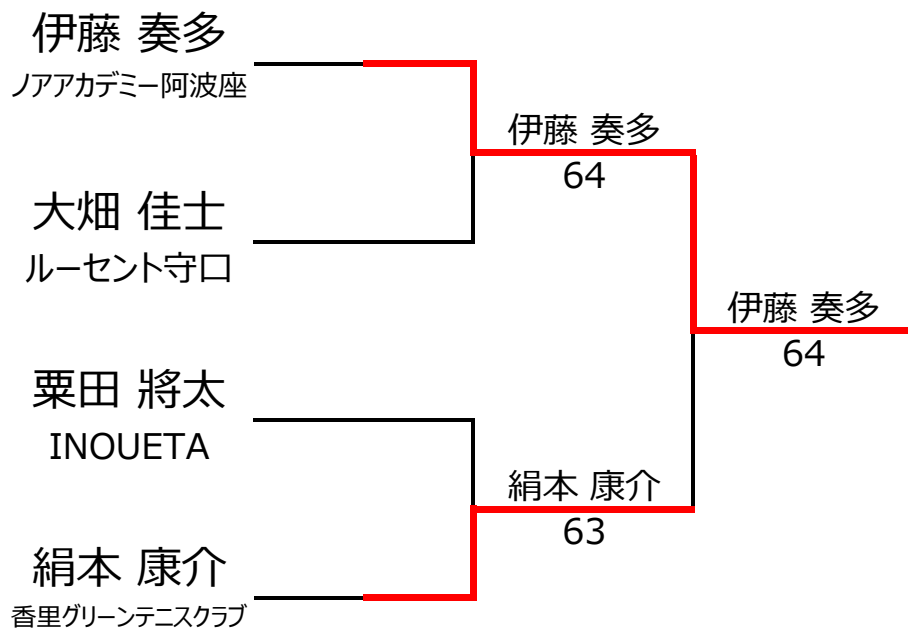 伊藤 奏多
ノアアカデミー阿波座
伊藤 奏多
64
大畑 佳士
ルーセント守口
伊藤 奏多
64
粟田 將太
INOUETA
絹本 康介
63
絹本 康介
香里グリーンテニスクラブ